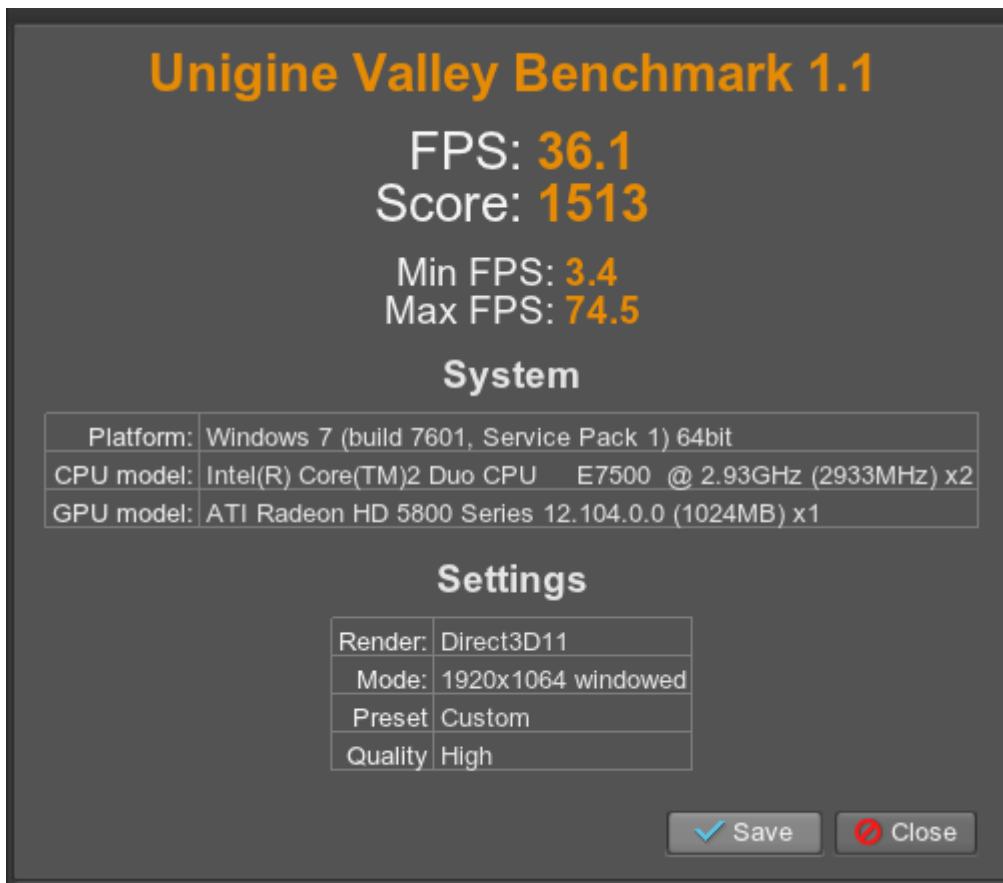 Unigine Valley Benchmark 1.1
FPS: 36.1
Score: 1513
Min FPS: 3.4
Max FPS: 74.5
System
Platform: Windows 7 (build 7601, Service Pack 1) 64bit
CPU model: Intel(R) Core(TM)2 Duo CPU E7500 @ 2.93GHz (2933MHz) x2
GPU model: ATI Radeon HD 5800 Series 12.104.0.0 (1024MB) x1
Settings
Render: Direct3D11
Mode: 1920x1064 windowed
Preset Custom
Quality High
Save Close